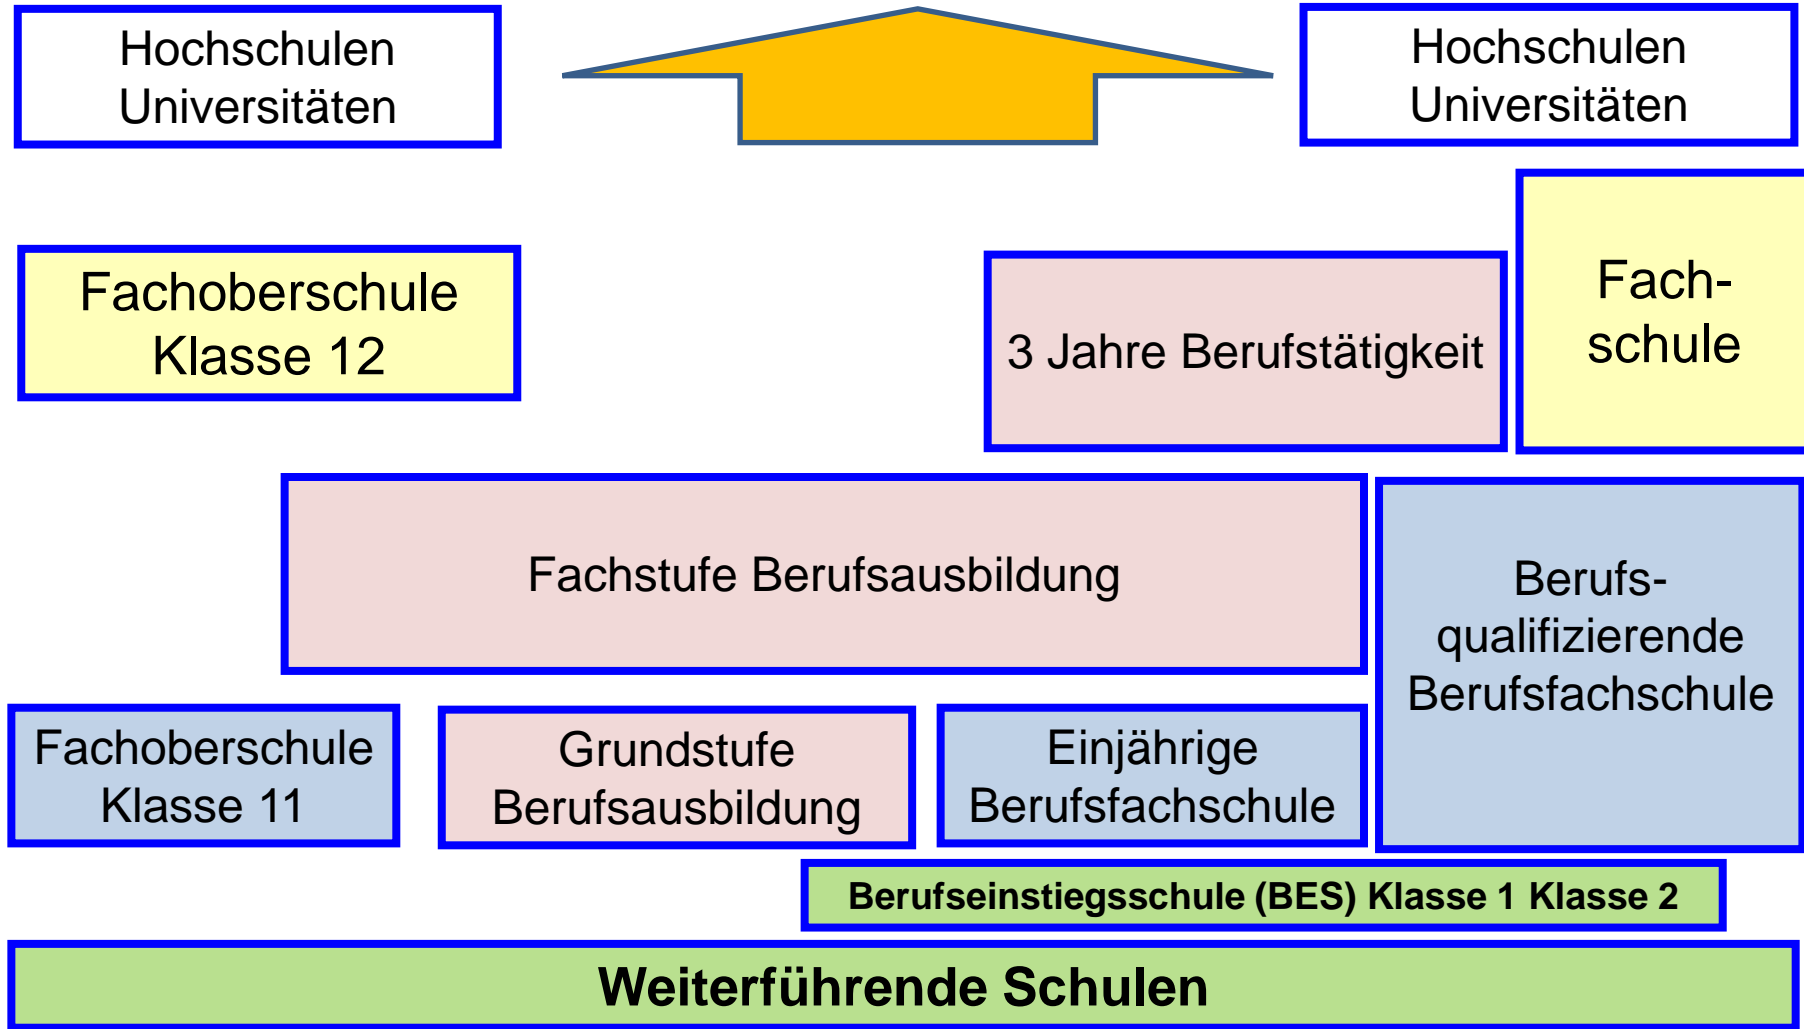 Hochschulen
Universitäten
Hochschulen
Universitäten
Fachoberschule
Klasse 12
3 Jahre Berufstätigkeit
Fach-
schule
Fachstufe Berufsausbildung
Berufs-
qualifizierende
Berufsfachschule
Fachoberschule
Klasse 11
Grundstufe
Berufsausbildung
Einjährige
Berufsfachschule
Berufseinstiegsschule (BES) Klasse 1 Klasse 2
Weiterführende Schulen